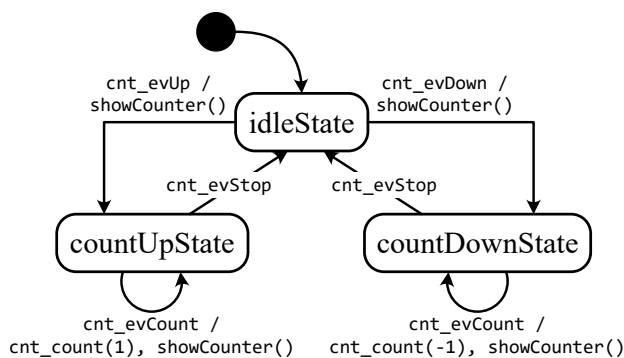 cnt_evUp /
showCounter()
cnt_evDown /
showCounter()
idleState
cnt_evStop
cnt_evStop
countUpState
countDownState
cnt_evCount /
cnt_count(1), showCounter()
cnt_evCount /
cnt_count(-1), showCounter()